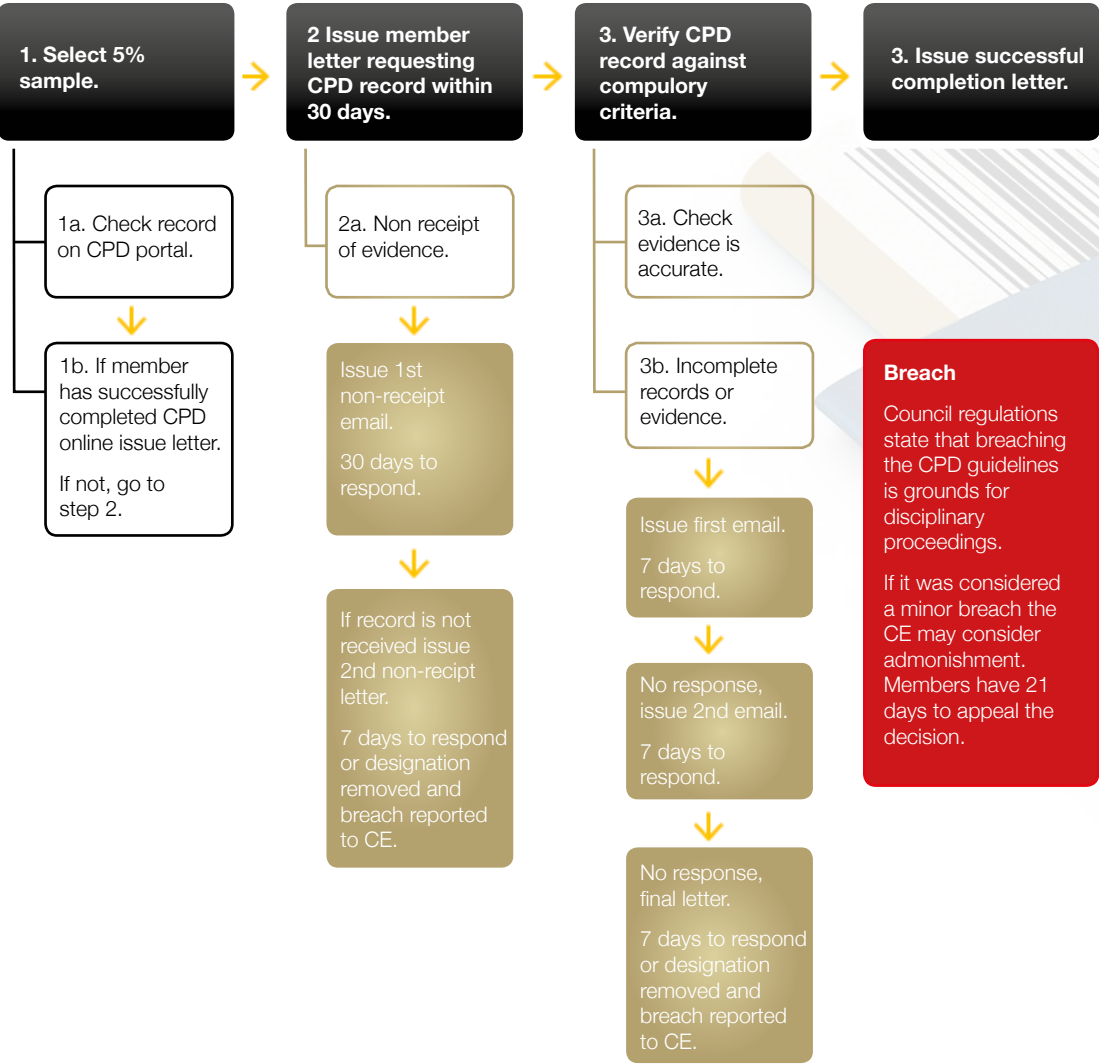 1. Select 5%
sample.
2 Issue member
letter requesting
CPD record within
30 days.
3. Verify CPD
record against
compulory
criteria.
3. Issue successful
completion letter.
1a. Check record
on CPD portal.
1b. If member
has successfully
completed CPD
online issue letter.
If not, go to
step 2.
2a. Non receipt
of evidence.
Issue 1st
non-receipt
email.
30 days to
respond.
If record is not
received issue
2nd non-recipt
letter.
7 days to respond
or designation
removed and
breach reported
to CE.
3a. Check
evidence is
accurate.
3b. Incomplete
records or
evidence.
Issue first email.
7 days to
respond.
No response,
issue 2nd email.
7 days to
respond.
No response,
final letter.
7 days to respond
or designation
removed and
breach reported
to CE.
Breach
Council regulations
state that breaching
the CPD guidelines
is grounds for
disciplinary
proceedings.
If it was considered
a minor breach the
CE may consider
admonishment.
Members have 21
days to appeal the
decision.